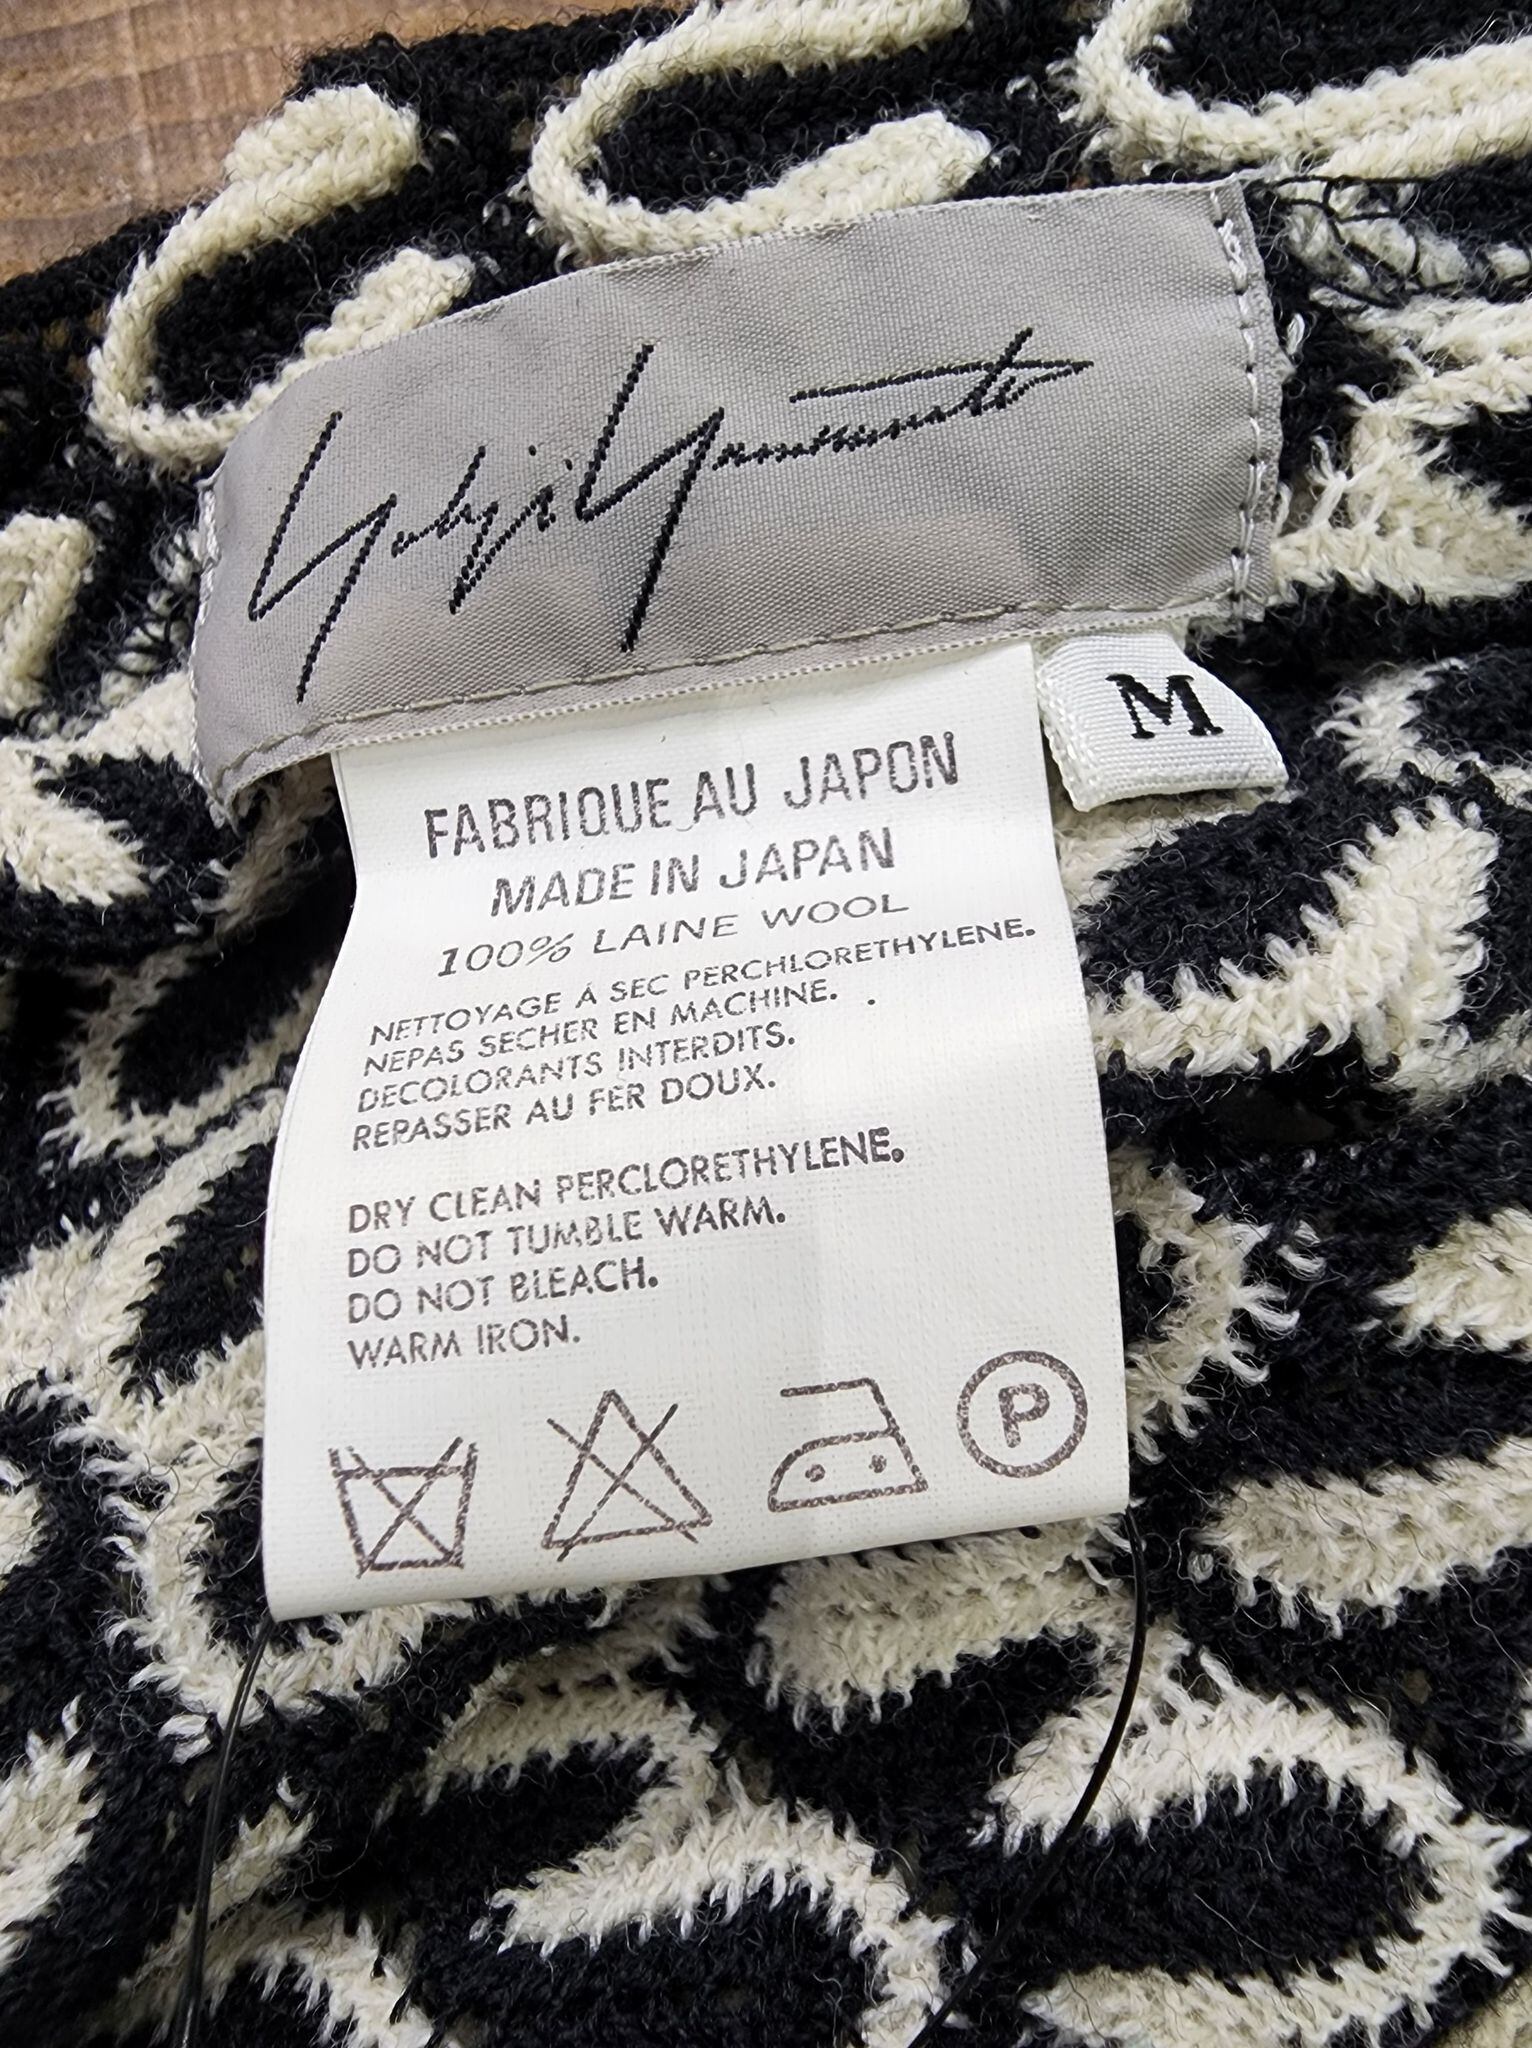 Yohji Yamamoto
M
FABRIQUE AU JAPON
MADE IN JAPAN
100% LAINE WOOL
NETTOYAGE À SEC PERCHLORETHYLENE.
NEPAS SECHER EN MACHINE.
DECOLORANTS INTERDITS.
REPASSER AU FER DOUX.
DRY CLEAN PERCLORETHYLENE.
DO NOT TUMBLE WARM.
DO NOT BLEACH.
WARM IRON.
P